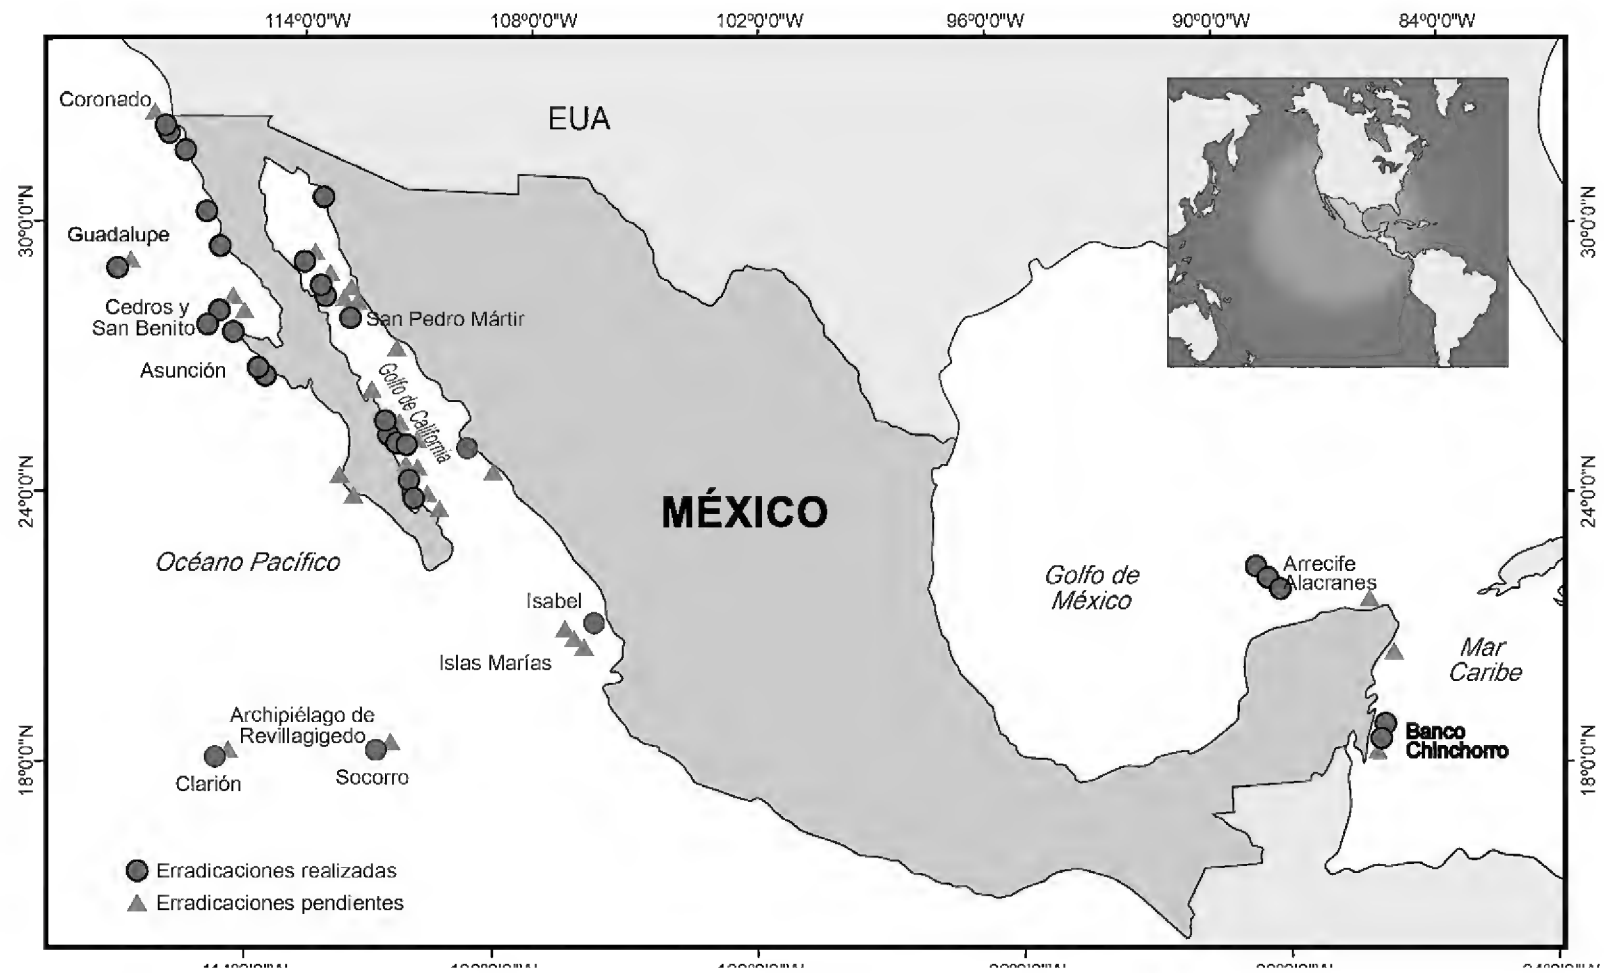 114°0'0"W
108°0'0"W
102°0'0"W
96°0'0"W
90°0'0"W
84°0'0"W
Coronado
EUA
30°0'0"N
30°0'0"N
Guadalupe
Cedros y
San Benito
San Pedro Mártir
Asunción
Golfo de California
24°0'0"N
24°0'0"N
MÉXICO
Océano Pacífico
Golfo de
México
Arrecife
Alacranes
Isabel
Islas Marías
Mar
Caribe
Archipiélago de
Revillagigedo
Clarión
Socorro
Banco
Chinchorro
18°0'0"N
18°0'0"N
Erradicaciones realizadas
Erradicaciones pendientes